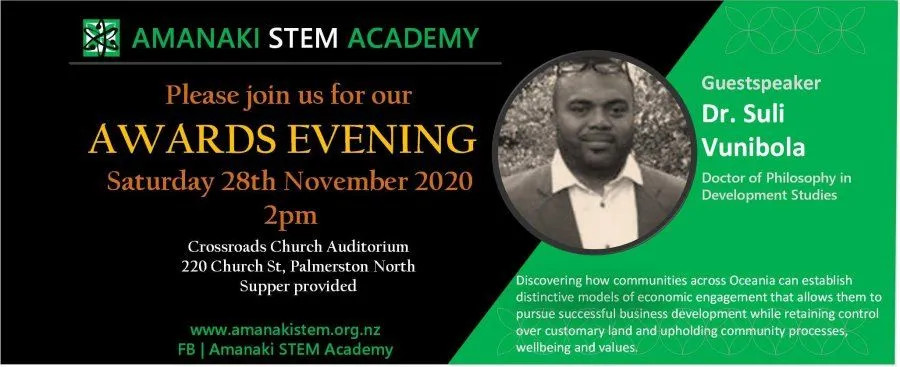 AMANAKI STEM ACADEMY
Please join us for our
AWARDS EVENING
Saturday 28th November 2020
2pm
Crossroads Church Auditorium
220 Church St, Palmerston North
Supper provided
www.amanakistem.org.nz
FB | Amanaki STEM Academy
Guestspeaker
Dr. Suli
Vunibola
Doctor of Philosophy in
Development Studies
Discovering how communities across Oceania can establish
distinctive models of economic engagement that allows them to
pursue successful business development while retaining control
over customary land and upholding community processes,
wellbeing and values.